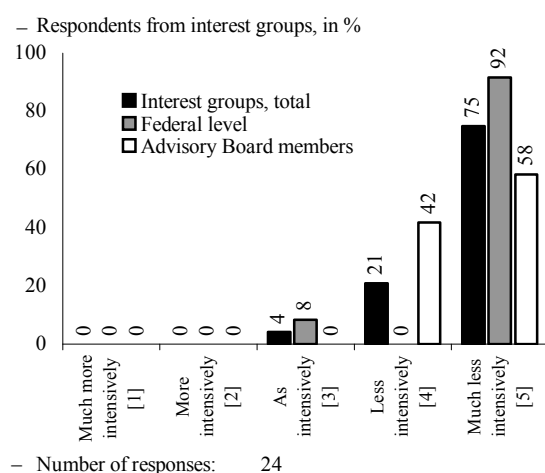 – Respondents from interest groups, in %
100
80
60
40
20
0
Interest groups, total
Federal level
Advisory Board members
0 0 0
0 0 0
4 8 0
21 0 42
75 92 58
Much more
intensively
[1]
More
intensively
[2]
As
intensively
[3]
Less
intensively
[4]
Much less
intensively
[5]
– Number of responses: 24